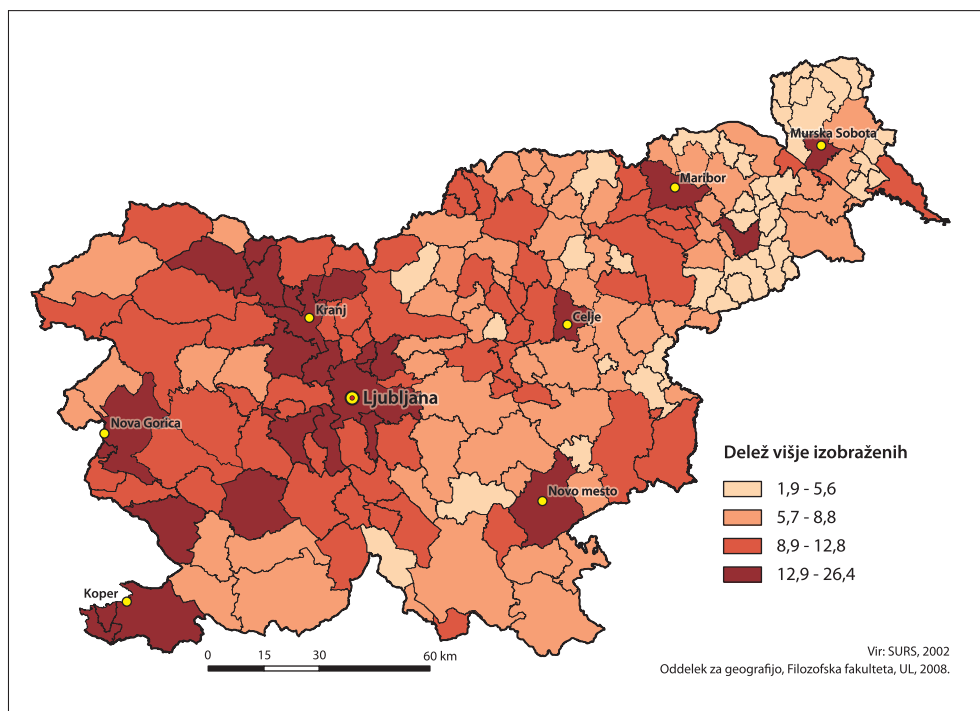 Murska Sobota
Maribor
Kranj
Celje
Ljubljana
Nova Gorica
Novo mesto
Koper
Delež višje izobraženih
1,9 - 5,6
5,7 - 8,8
8,9 - 12,8
12,9 - 26,4
0 15 30 60 km
Vir: SURS, 2002
Oddelek za geografijo, Filozofska fakulteta, UL, 2008.